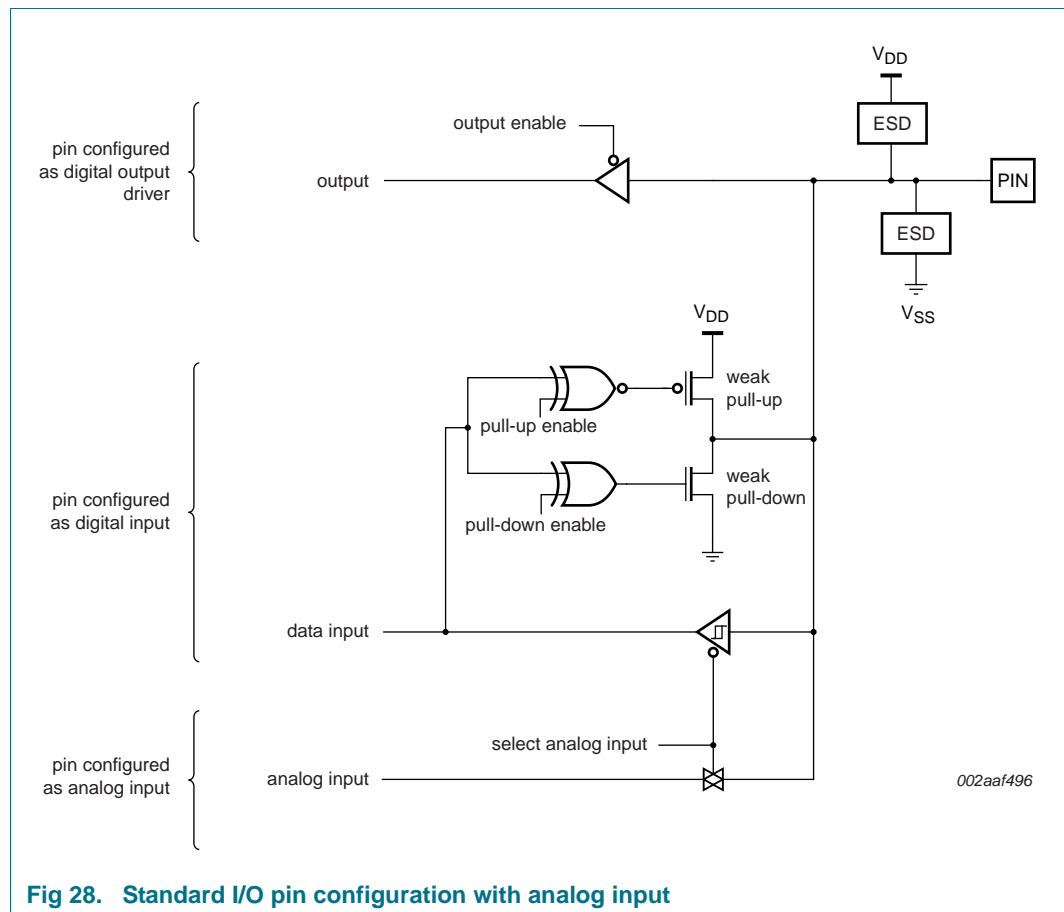 VDD
ESD
output enable
pin configured
as digital output
driver
output
PIN
ESD
VSS
VDD
weak
pull-up
pull-up enable
pin configured
as digital input
weak
pull-down
pull-down enable
data input
select analog input
pin configured
as analog input
analog input
002aaf496
Fig 28. Standard I/O pin configuration with analog input